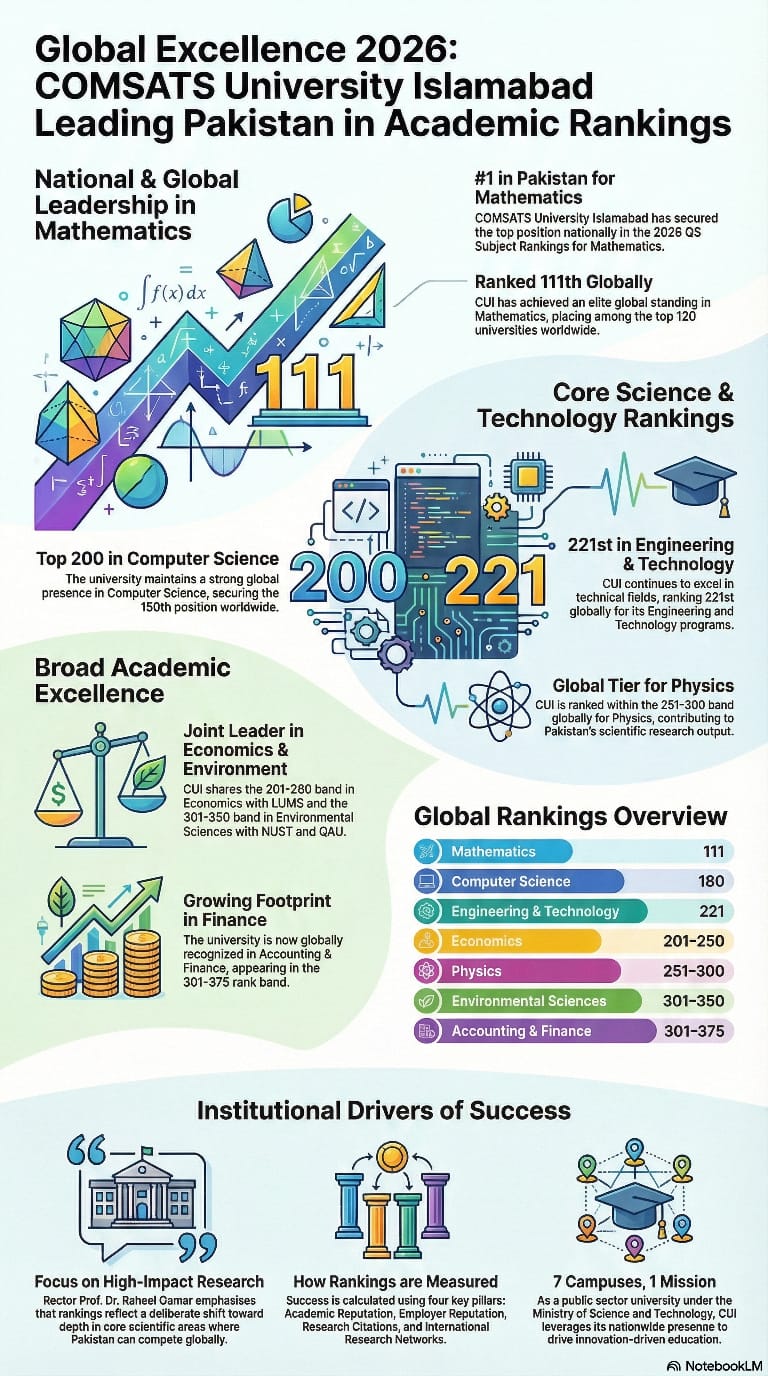 Global Excellence 2026:
COMSATS University Islamabad
Leading Pakistan in Academic Rankings
National & Global
Leadership in
Mathematics
∫f(x)dx
111
#1 in Pakistan for
Mathematics
COMSATS University Islamabad has secured
the top position nationally in the 2026 QS
Subject Rankings for Mathematics.
Ranked 111th Globally
CUI has achieved an elite global standing in
Mathematics, placing among the top 120
universities worldwide.
Core Science &
Technology Rankings
</>
200
221
Top 200 in Computer Science
The university maintains a strong global
presence in Computer Science, securing the
150th position worldwide.
221st in Engineering
& Technology
CUI continues to excel in
technical fields, ranking 221st
globally for its Engineering and
Technology programs.
Global Tier for Physics
CUI is ranked within the 251–300 band
globally for Physics, contributing to
Pakistan's scientific research output.
Broad Academic
Excellence
$
Joint Leader in
Economics &
Environment
CUI shares the 201-280 band in
Economics with LUMS and the
301-350 band in Environmental
Sciences with NUST and QAU.
Growing Footprint
in Finance
The university is now globally
recognized in Accounting &
Finance, appearing in the
301-375 rank band.
Global Rankings Overview
Mathematics 111
Computer Science 180
Engineering & Technology 221
Economics 201–250
Physics 251–300
Environmental Sciences 301–350
Accounting & Finance 301–375
Institutional Drivers of Success
Focus on High-Impact Research
Rector Prof. Dr. Raheel Qamar emphasises
that rankings reflect a deliberate shift toward
depth in core scientific areas where
Pakistan can compete globally.
How Rankings are Measured
Success is calculated using four key pillars:
Academic Reputation, Employer Reputation,
Research Citations, and International
Research Networks.
7 Campuses, 1 Mission
As a public sector university under the
Ministry of Science and Technology, CUI
leverages its nationwide presenne to
drive innovation-driven education.
NotebookLM